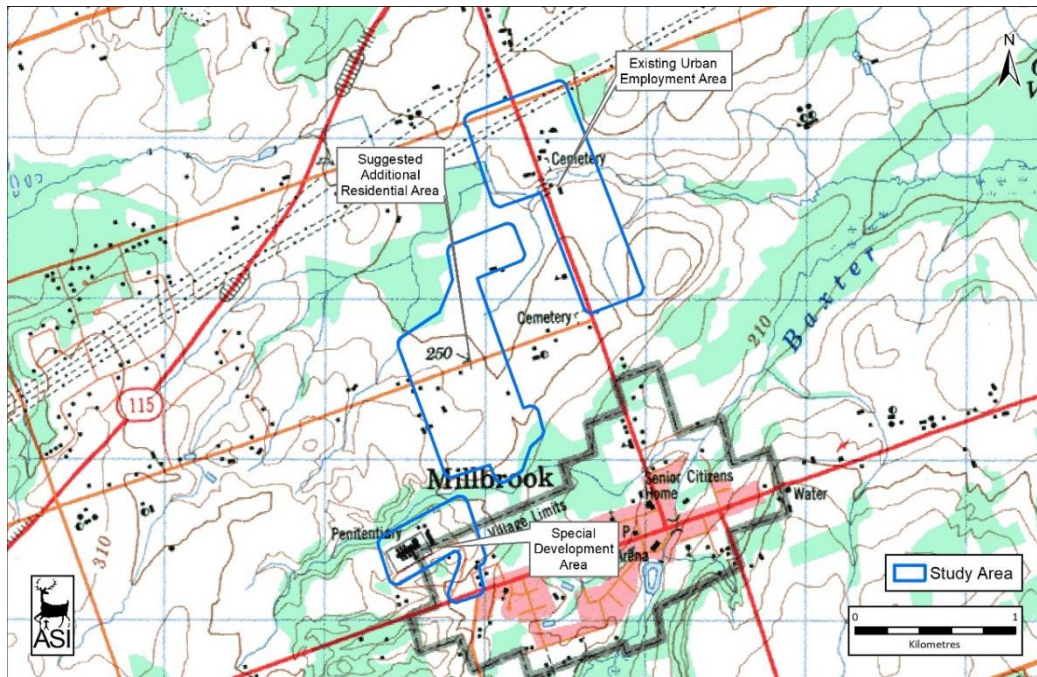 Existing Urban
Employment Area
N
Suggested
Additional
Residential Area
Cemetery
Cemetery
250
115
210
Baxter
Millbrook
Senior Citizens
Home
Water
Penitentiary
Village Limits
P
Arena
Special
Development
Area
310
Study Area
ASI
0
1
Kilometres